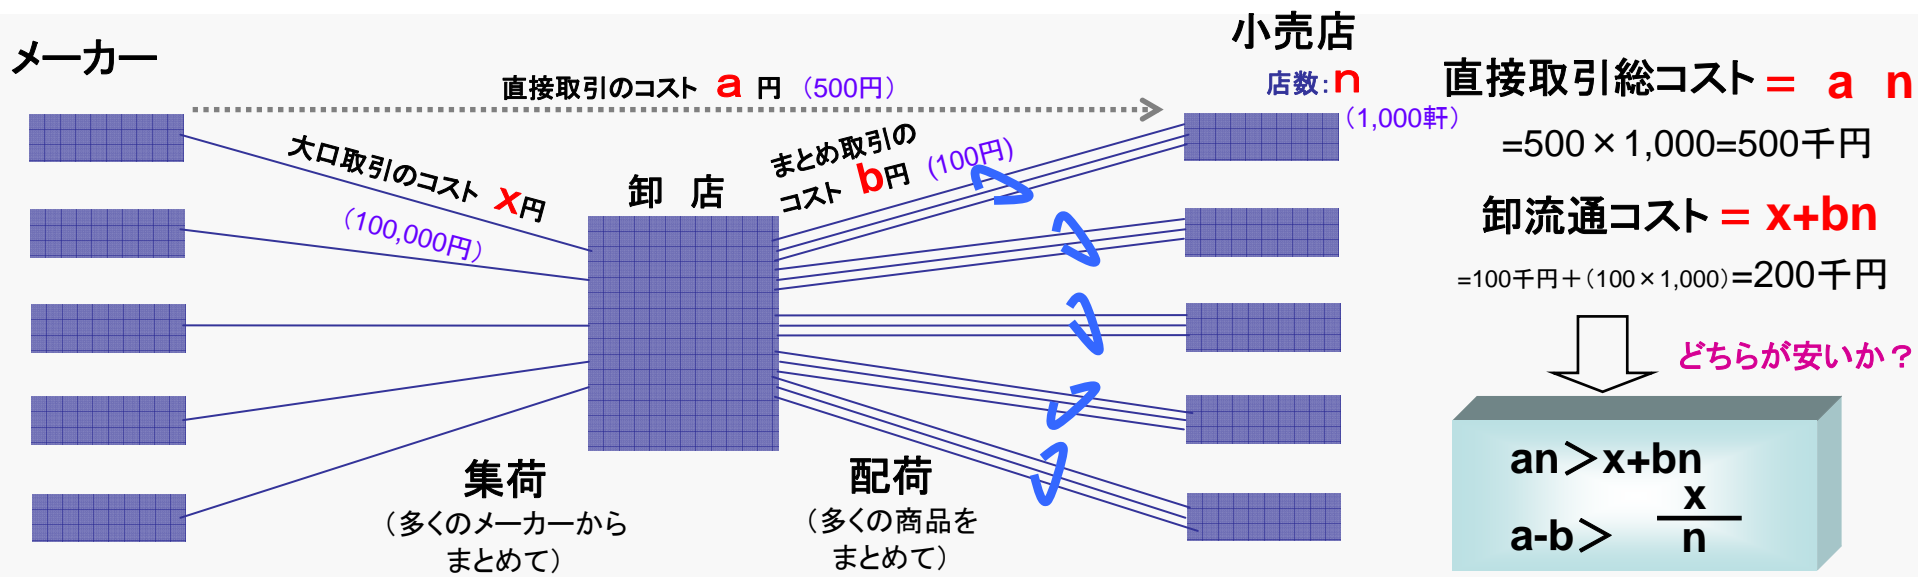 メーカー
直接取引のコスト a 円 （500円）
小売店
店数：n
（1,000軒）
大口取引のコスト x円
（100,000円）
卸 店
まとめ取引の
コスト b円 (100円)
集荷
（多くのメーカーから
まとめて）
配荷
（多くの商品を
まとめて）
直接取引総コスト＝ a n
=500×1,000=500千円
卸流通コスト＝ x+bn
=100千円＋（100×1,000）=200千円
どちらが安いか？
an＞x+bn
a-b＞ x
n